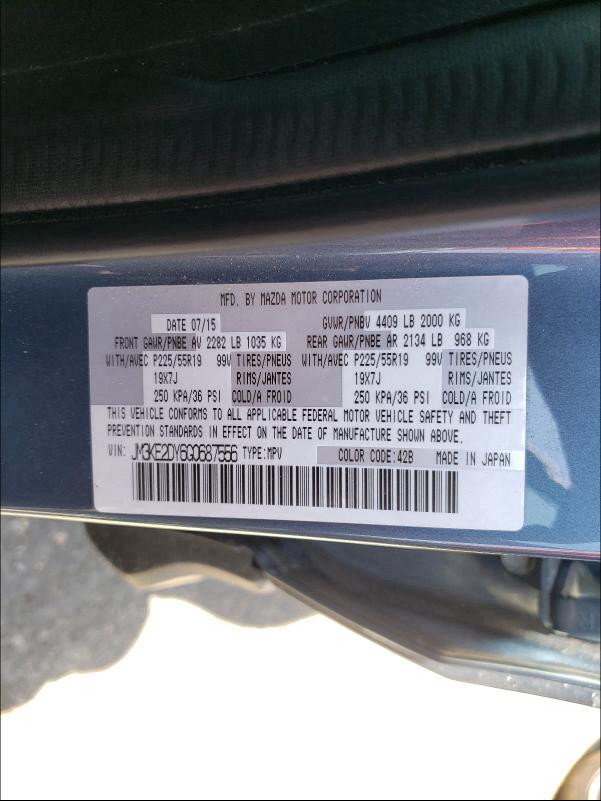 MFD. BY MAZDA MOTOR CORPORATION
DATE 07/15 GVWR/PNBV 4409 LB 2000 KG
FRONT GAWR/PNBE AV 2282 LB 1035 KG REAR GAWR/PNBE AR 2134 LB 968 KG
WITH/AVEC P225/55R19 99V TIRES/PNEUS WITH/AVEC P225/55R19 99V TIRES/PNEUS
19X7J RIMS/JANTES 19X7J RIMS/JANTES
250 KPA/36 PSI COLD/A FROID 250 KPA/36 PSI COLD/A FROID
THIS VEHICLE CONFORMS TO ALL APPLICABLE FEDERAL MOTOR VEHICLE SAFETY AND THEFT
PREVENTION STANDARDS IN EFFECT ON THE DATE OF MANUFACTURE SHOWN ABOVE.
VIN: JM3KE2DY6G0687556 TYPE:MPV COLOR CODE:42B MADE IN JAPAN